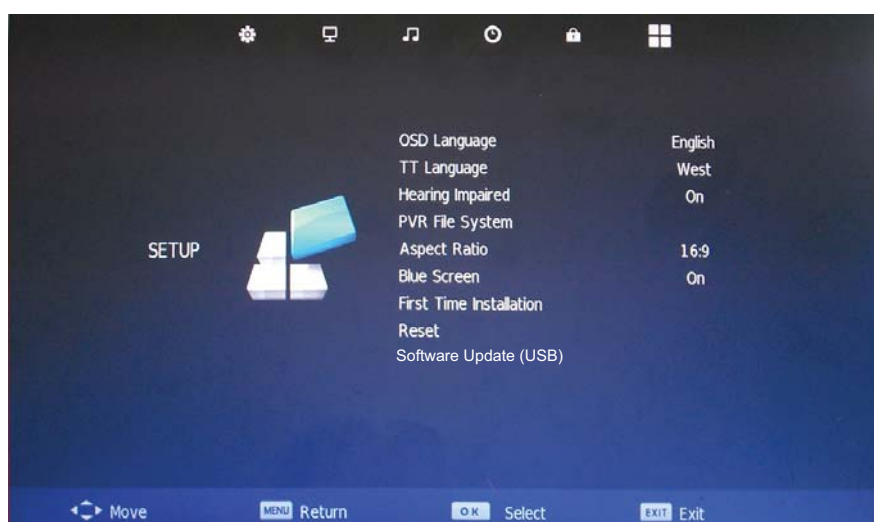 OSD Language English
TT Language West
Hearing Impaired On
PVR File System
SETUP Aspect Ratio 16:9
Blue Screen On
First Time Installation
Reset
Software Update (USB)
Move MENU Return OK Select EXIT Exit